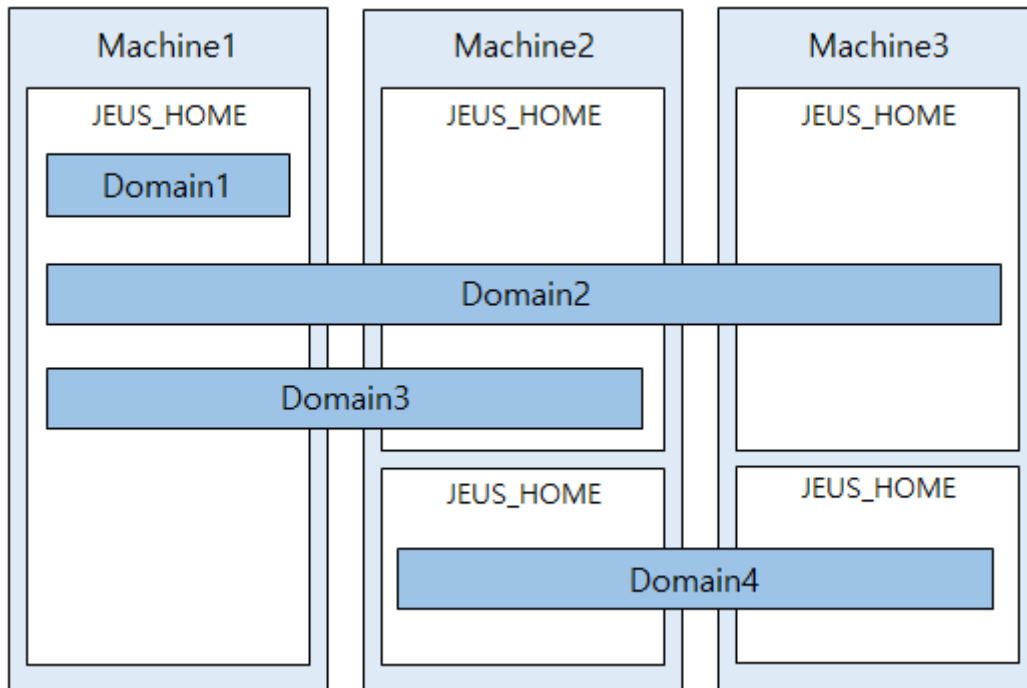 Machine1
Machine2
Machine3
JEUS_HOME
JEUS_HOME
JEUS_HOME
Domain1
Domain2
Domain3
JEUS_HOME
JEUS_HOME
Domain4